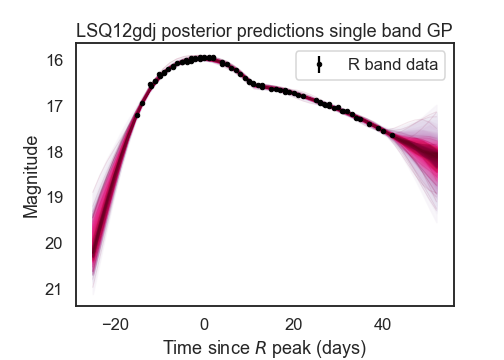 LSQ12gdj posterior predictions single band GP
R band data
Magnitude
16
17
18
19
20
21
−20
0
20
40
Time since R peak (days)